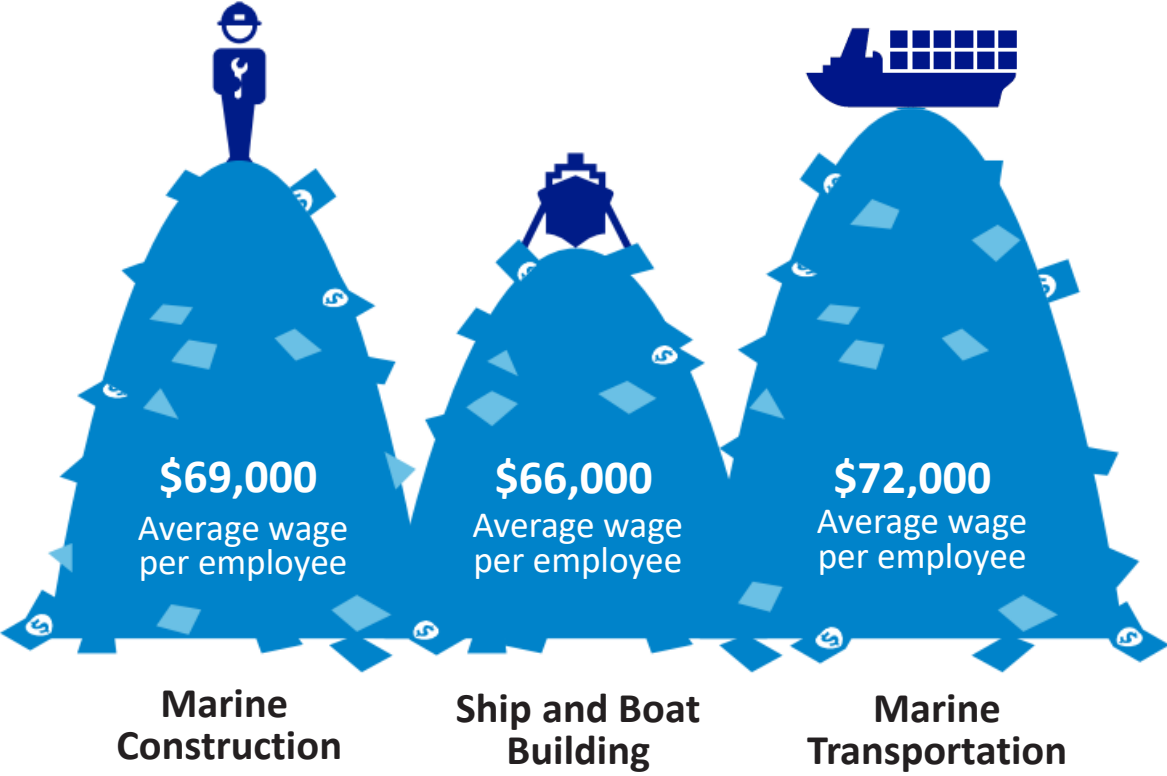 $69,000
Average wage
per employee
$66,000
Average wage
per employee
$72,000
Average wage
per employee
Marine
Construction
Ship and Boat
Building
Marine
Transportation